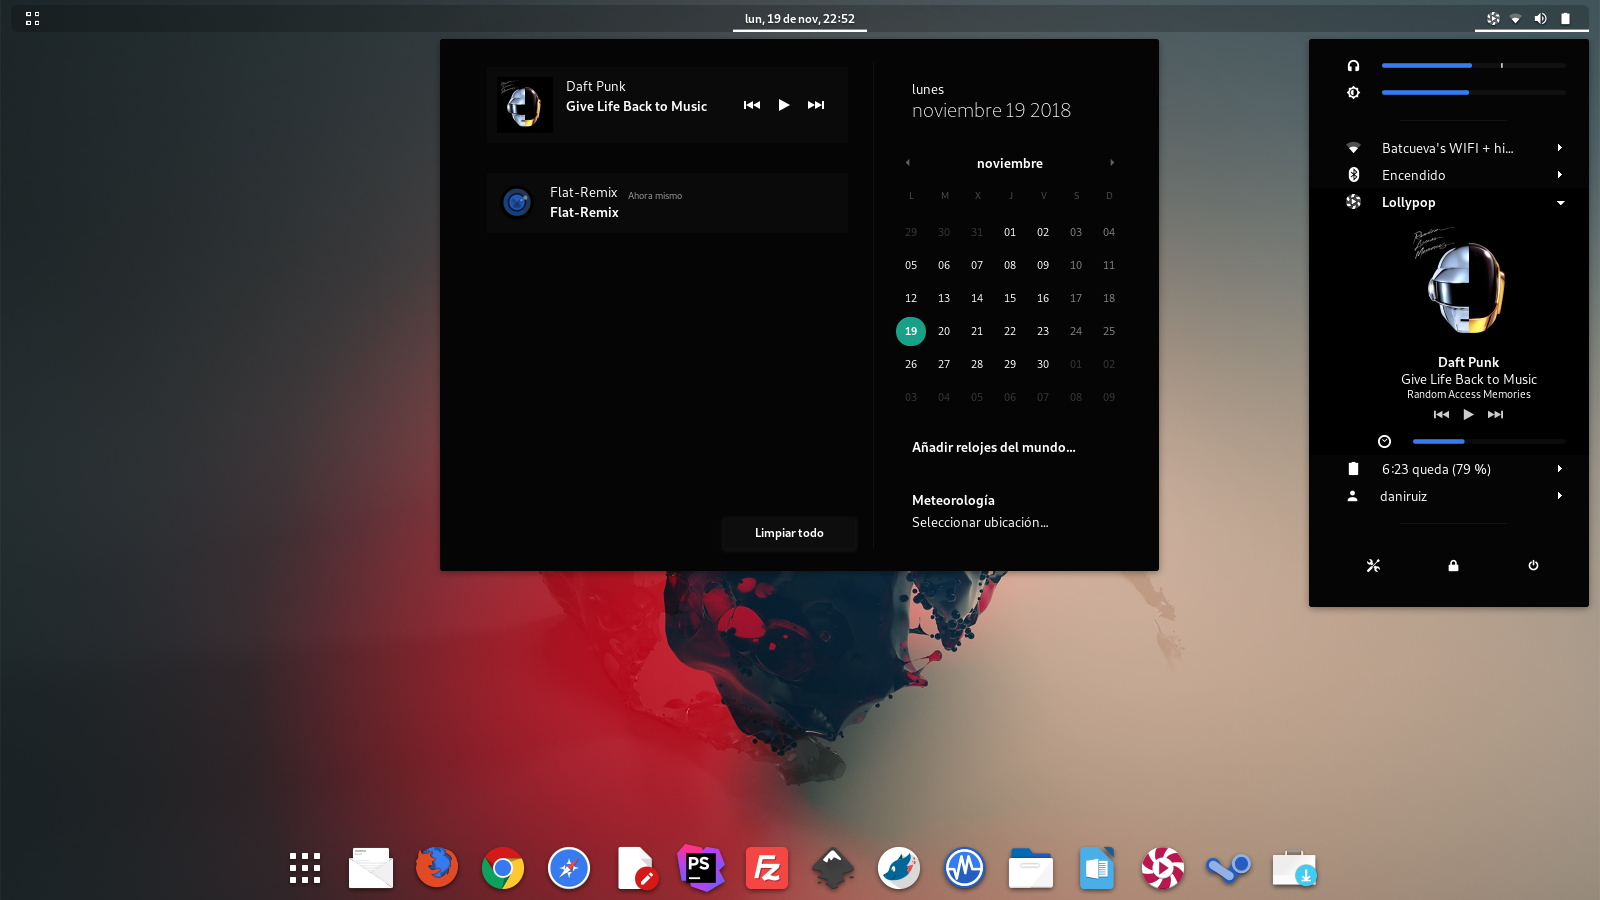 lun, 19 de nov, 22:52
Daft Punk
Give Life Back to Music
Flat-Remix Ahora mismo
Flat-Remix
Limpiar todo
lunes
noviembre 19 2018
noviembre
L M X J V S D
29 30 31 01 02 03 04
05 06 07 08 09 10 11
12 13 14 15 16 17 18
19 20 21 22 23 24 25
26 27 28 29 30 01 02
03 04 05 06 07 08 09
Añadir relojes del mundo...
Meteorología
Seleccionar ubicación...
Batcueva's WIFI + hi...
Encendido
Lollypop
Random
Access
Memories
Daft Punk
Give Life Back to Music
Random Access Memories
6:23 queda (79 %)
daniruiz
PS
Fz